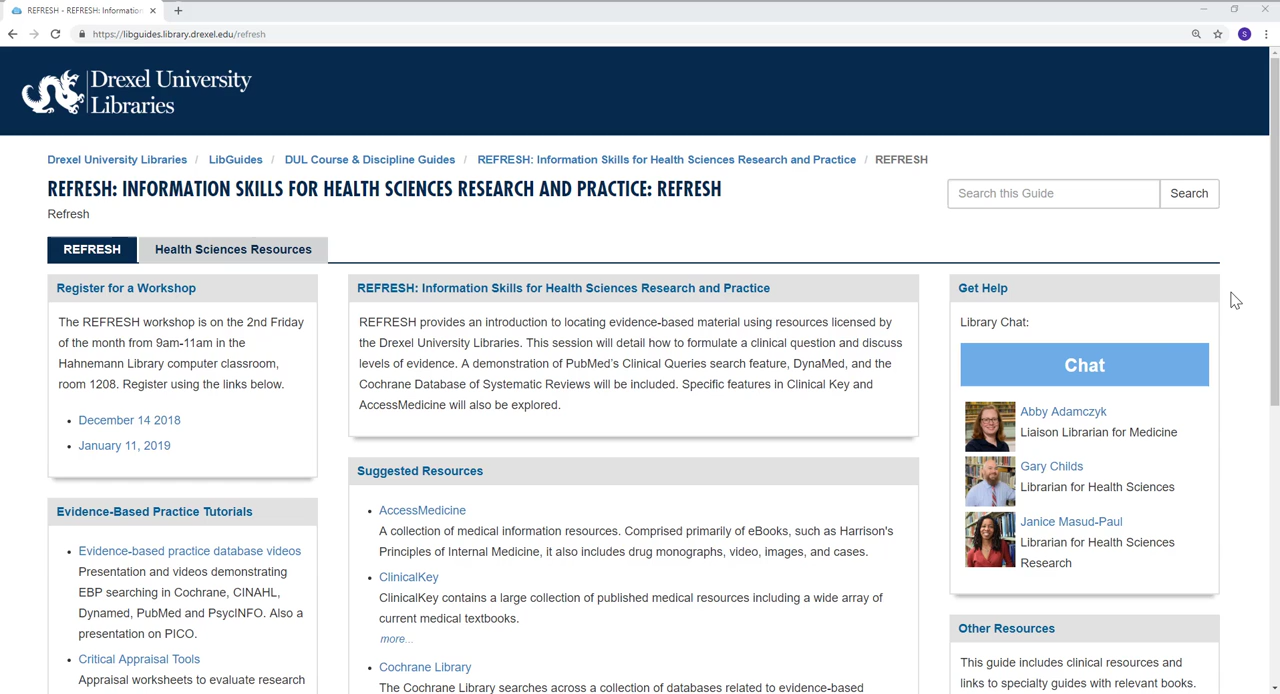 REFRESH - REFRESH: Information
https://libguides.library.drexel.edu/refresh
S
Drexel University
Libraries
Drexel University Libraries / LibGuides / DUL Course & Discipline Guides / REFRESH: Information Skills for Health Sciences Research and Practice / REFRESH
REFRESH: INFORMATION SKILLS FOR HEALTH SCIENCES RESEARCH AND PRACTICE: REFRESH
Refresh
Search this Guide
Search
REFRESH
Health Sciences Resources
Register for a Workshop
The REFRESH workshop is on the 2nd Friday
of the month from 9am-11am in the
Hahnemann Library computer classroom,
room 1208. Register using the links below.
• December 14 2018
• January 11, 2019
Evidence-Based Practice Tutorials
• Evidence-based practice database videos
Presentation and videos demonstrating
EBP searching in Cochrane, CINAHL,
Dynamed, PubMed and PsycINFO. Also a
presentation on PICO.
• Critical Appraisal Tools
Appraisal worksheets to evaluate research
REFRESH: Information Skills for Health Sciences Research and Practice
REFRESH provides an introduction to locating evidence-based material using resources licensed by
the Drexel University Libraries. This session will detail how to formulate a clinical question and discuss
levels of evidence. A demonstration of PubMed's Clinical Queries search feature, DynaMed, and the
Cochrane Database of Systematic Reviews will be included. Specific features in Clinical Key and
AccessMedicine will also be explored.
Suggested Resources
• AccessMedicine
A collection of medical information resources. Comprised primarily of eBooks, such as Harrison's
Principles of Internal Medicine, it also includes drug monographs, video, images, and cases.
• ClinicalKey
ClinicalKey contains a large collection of published medical resources including a wide array of
current medical textbooks.
more...
• Cochrane Library
The Cochrane Library searches across a collection of databases related to evidence-based
Get Help
Library Chat:
Chat
Abby Adamczyk
Liaison Librarian for Medicine
Gary Childs
Librarian for Health Sciences
Janice Masud-Paul
Librarian for Health Sciences
Research
Other Resources
This guide includes clinical resources and
links to specialty guides with relevant books.